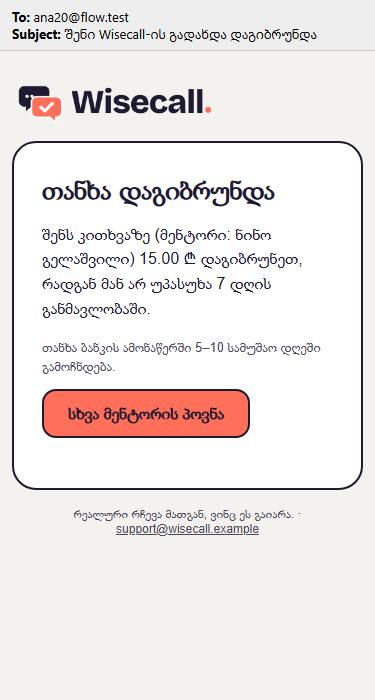 To: ana20@flow.test
Subject: შენი Wisecall-ის გადახდა დაგიბრუნდა
Wisecall.
თანხა დაგიბრუნდა
შენს კითხვაზე (მენტორი: ნინო
გელაშვილი) 15.00 ₾ დაგიბრუნეთ,
რადგან მან არ უპასუხა 7 დღის
განმავლობაში.
თანხა ბანკის ამონაწერში 5–10 სამუშაო დღეში
გამოჩნდება.
სხვა მენტორის პოვნა
რეალური რჩევა მათგან, ვინც ეს გაიარა. ·
support@wisecall.example